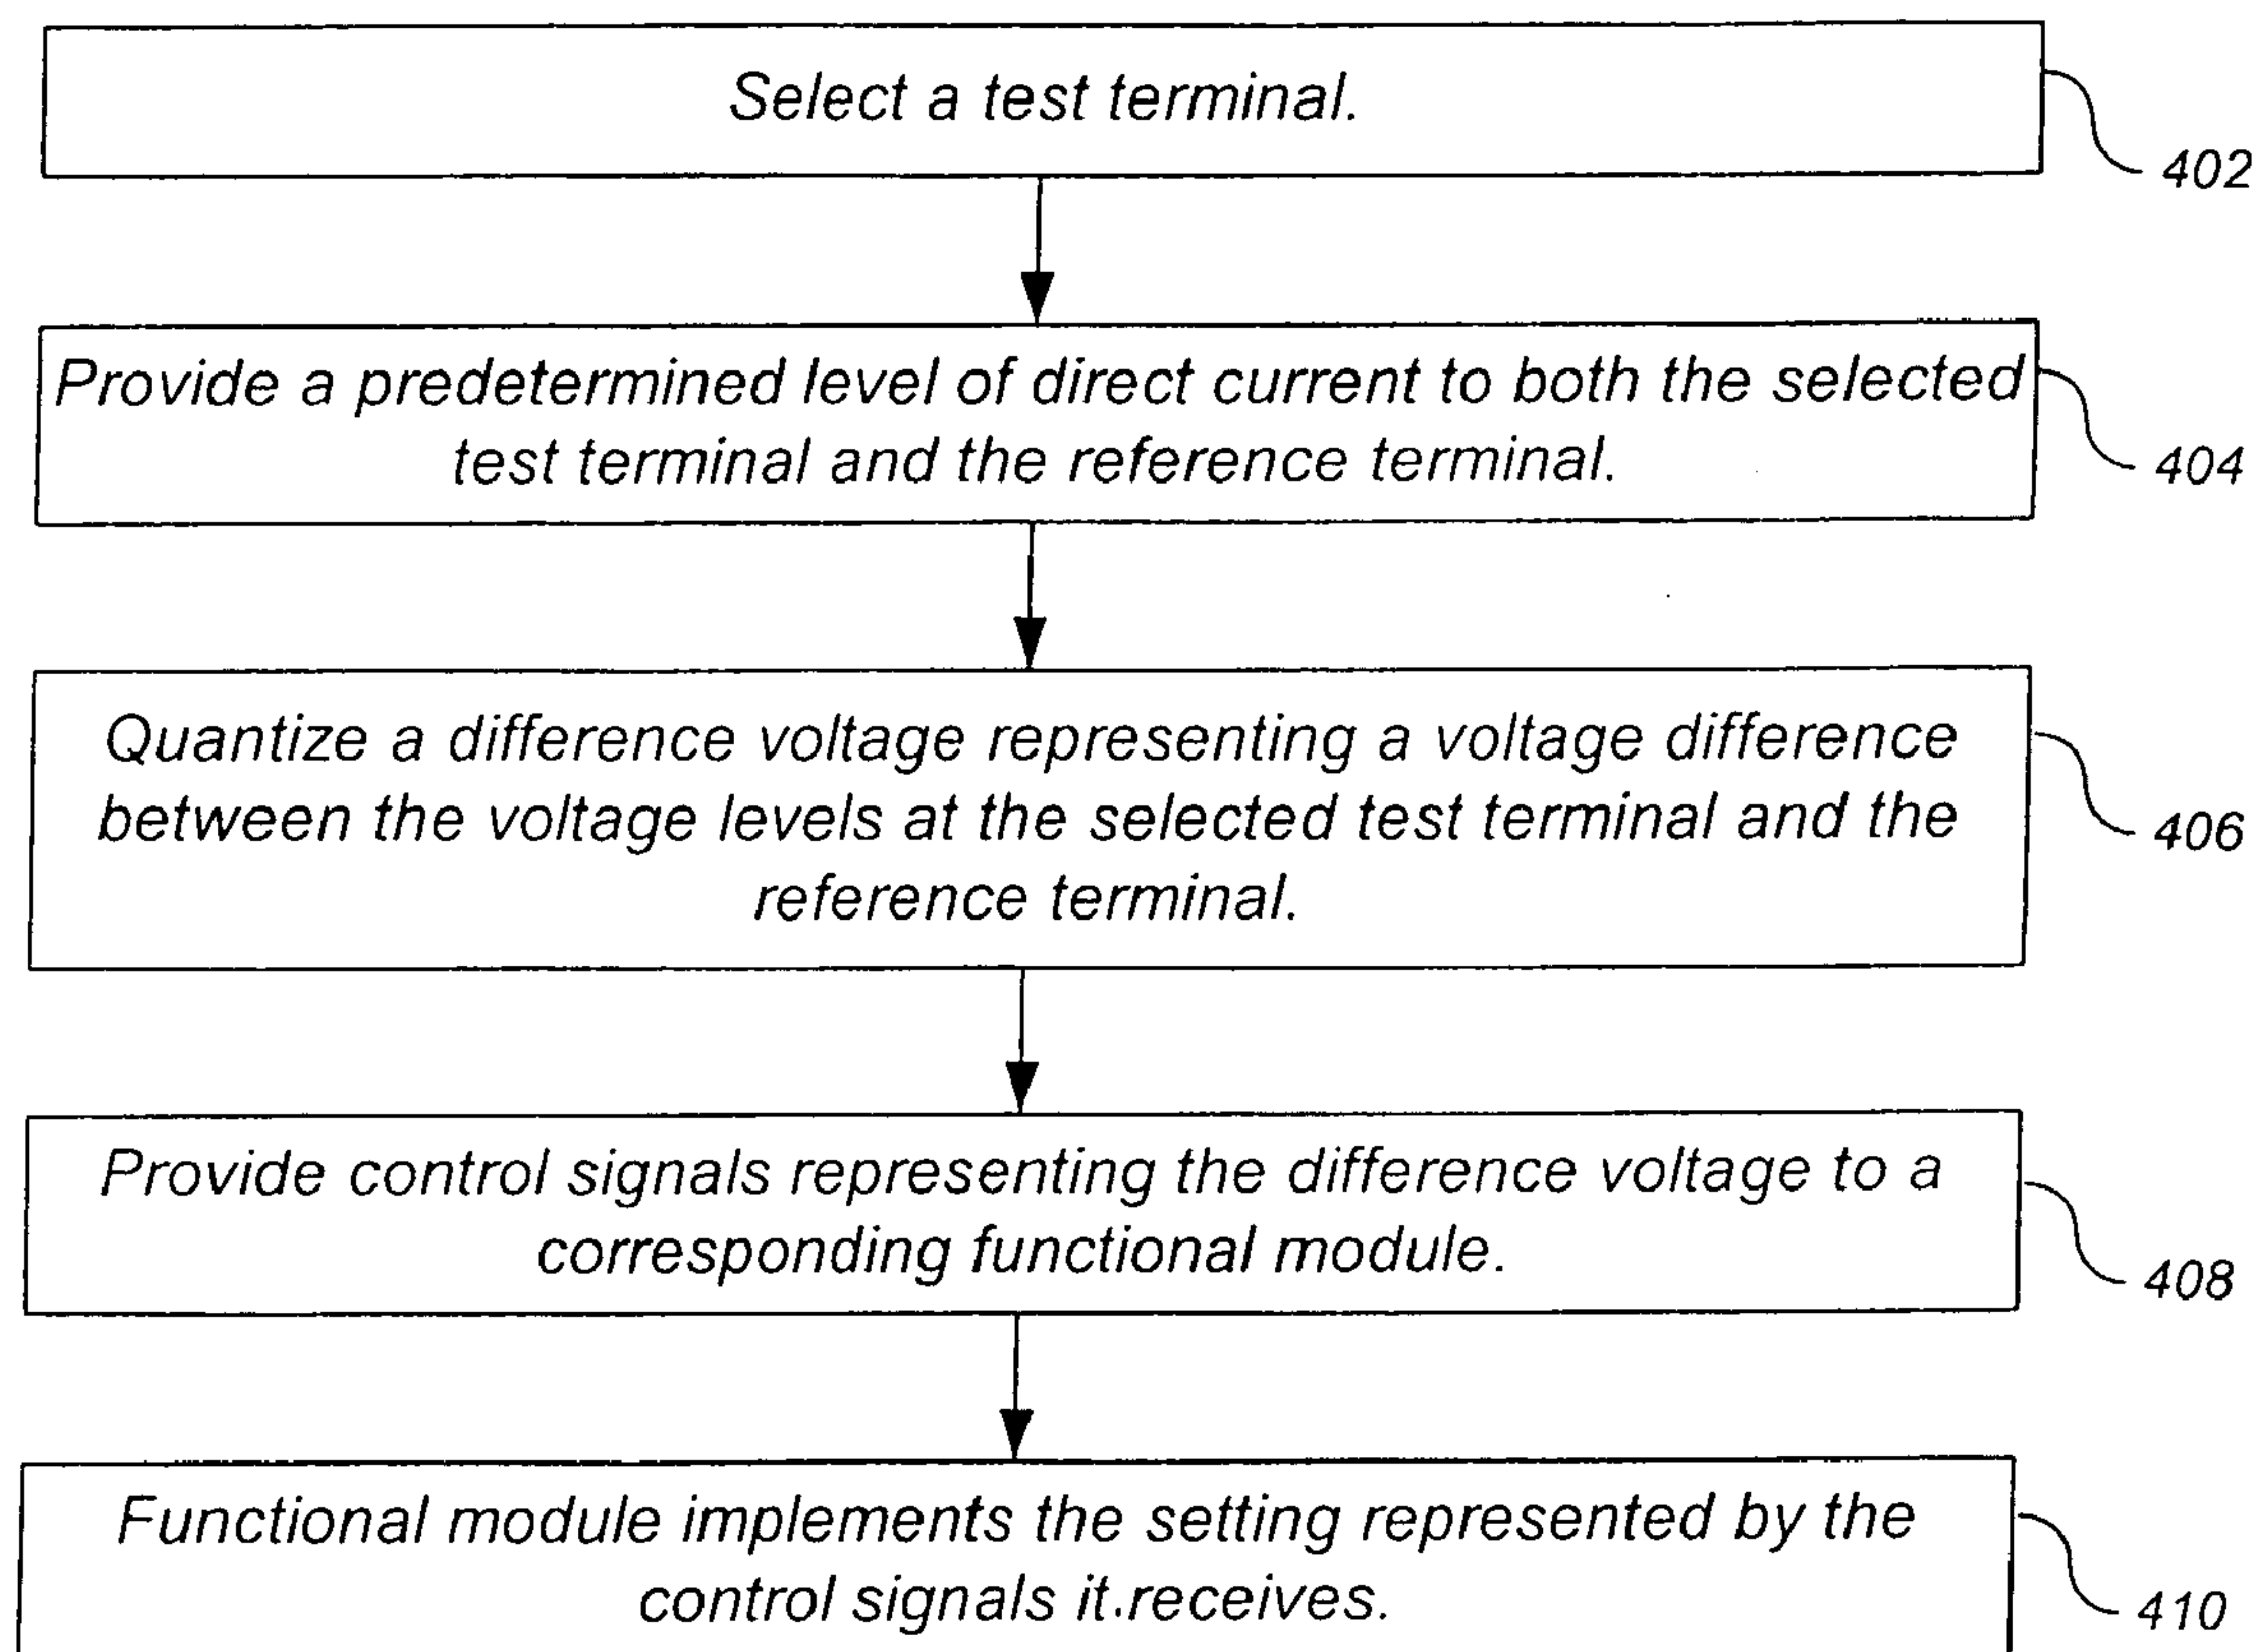 Select a test terminal.
402
Provide a predetermined level of direct current to both the selected
test terminal and the reference terminal.
404
Quantize a difference voltage representing a voltage difference
between the voltage levels at the selected test terminal and the
reference terminal.
406
Provide control signals representing the difference voltage to a
corresponding functional module.
408
Functional module implements the setting represented by the
control signals it receives.
410